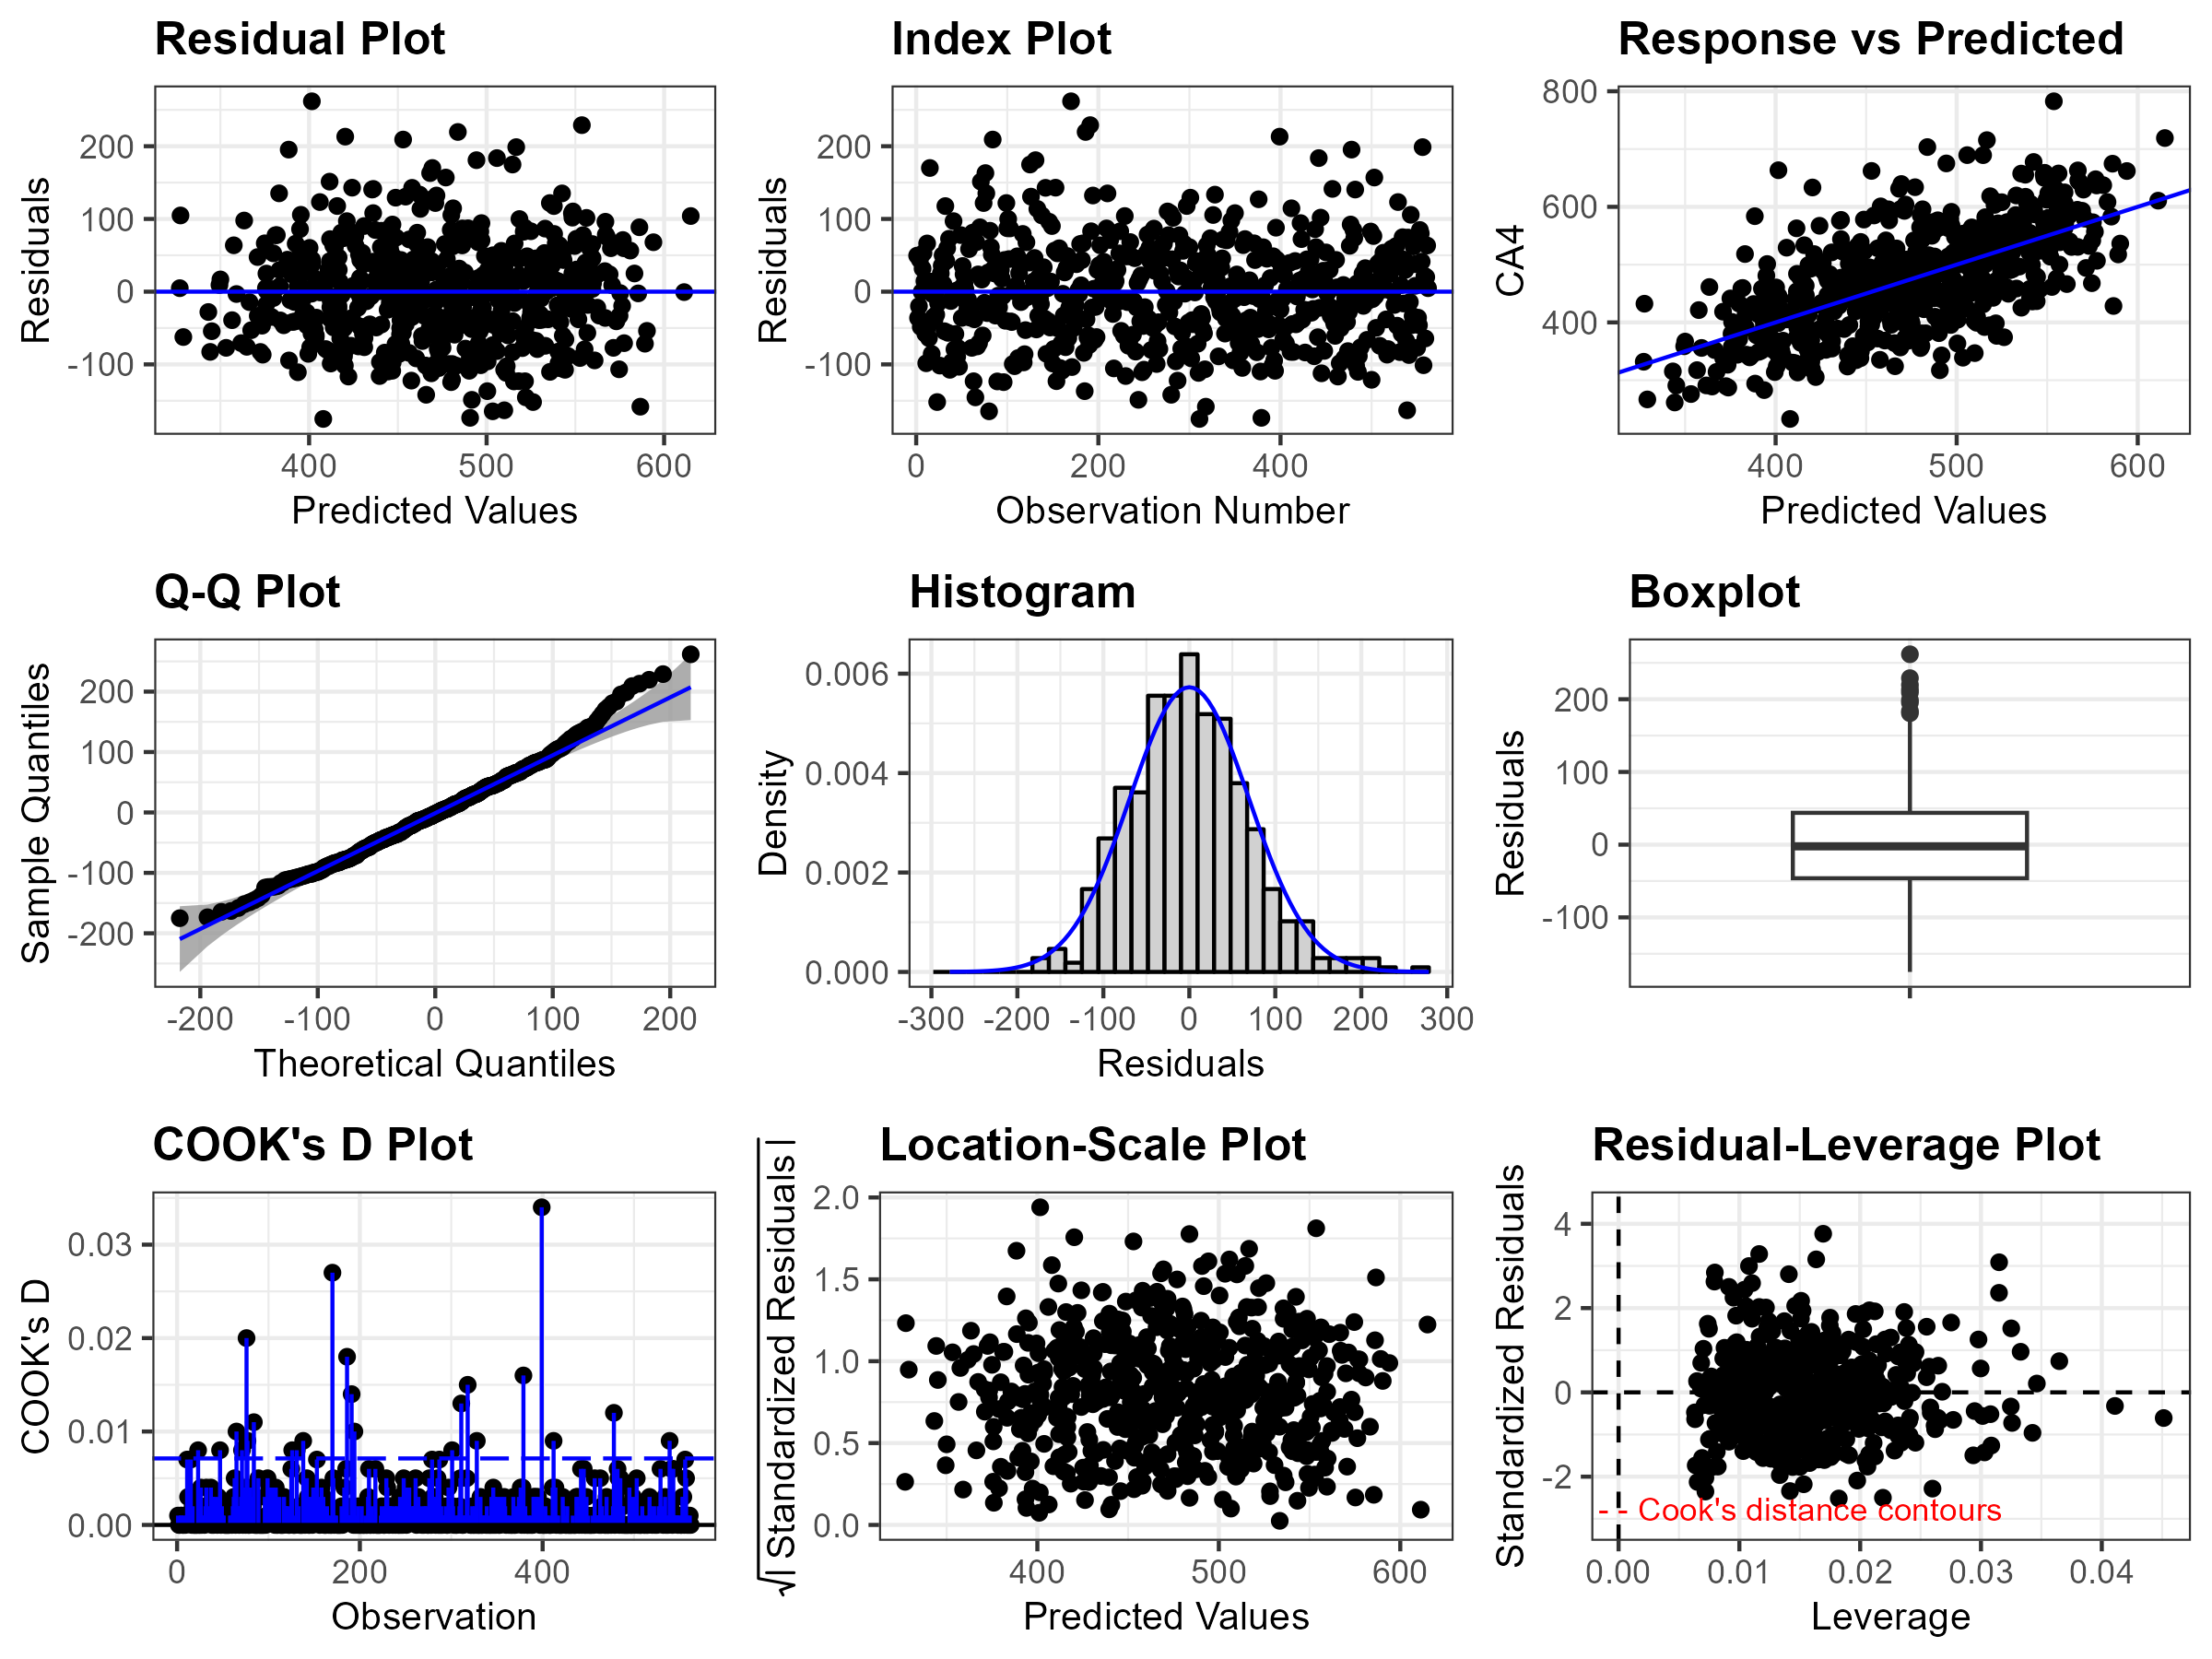 Residual Plot
Index Plot
Response vs Predicted
200
100
0
-100
Residuals
400
500
600
Predicted Values
200
100
0
-100
Residuals
0
200
400
Observation Number
800
600
400
CA4
400
500
600
Predicted Values
Q-Q Plot
Histogram
Boxplot
200
100
0
-100
-200
Sample Quantiles
-200
-100
0
100
200
Theoretical Quantiles
0.006
0.004
0.002
0.000
Density
-300
-200
-100
0
100
200
300
Residuals
200
100
0
-100
Residuals
COOK's D Plot
Location-Scale Plot
Residual-Leverage Plot
0.03
0.02
0.01
0.00
COOK's D
0
200
400
Observation
2.0
1.5
1.0
0.5
0.0
√| Standardized Residuals |
400
500
600
Predicted Values
4
2
0
-2
Standardized Residuals
- - Cook's distance contours
0.00
0.01
0.02
0.03
0.04
Leverage